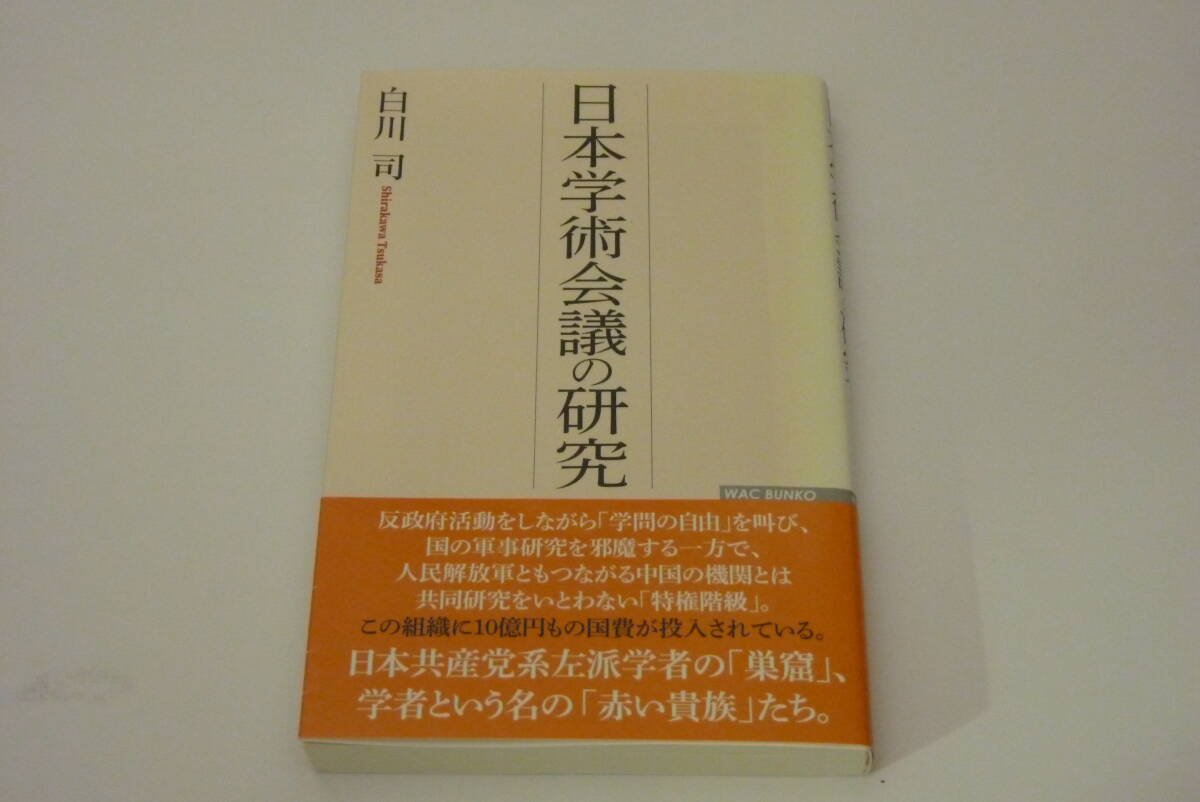 日本学術会議の研究
白川 司
Shirakawa Tsukasa
WAC BUNKO
反政府活動をしながら「学問の自由」を叫び、
国の軍事研究を邪魔する一方で、
人民解放軍ともつながる中国の機関とは
共同研究をいとわない「特権階級」。
この組織に10億円もの国費が投入されている。
日本共産党系左派学者の「巣窟」、
学者という名の「赤い貴族」たち。